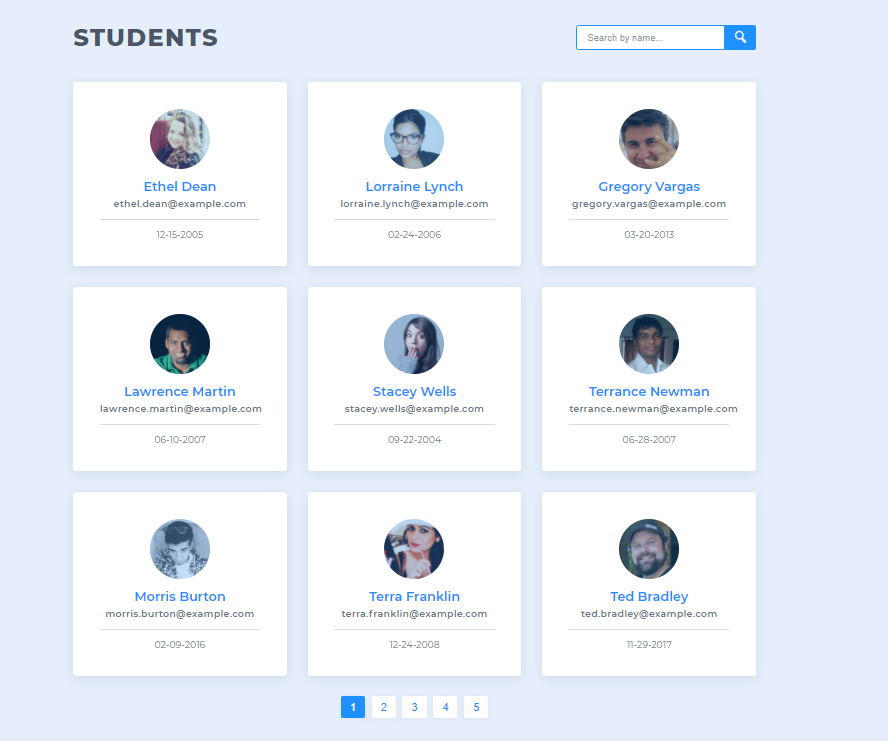 STUDENTS
Search by name...
Ethel Dean
ethel.dean@example.com
12-15-2005
Lorraine Lynch
lorraine.lynch@example.com
02-24-2006
Gregory Vargas
gregory.vargas@example.com
03-20-2013
Lawrence Martin
lawrence.martin@example.com
06-10-2007
Stacey Wells
stacey.wells@example.com
09-22-2004
Terrance Newman
terrance.newman@example.com
06-28-2007
Morris Burton
morris.burton@example.com
02-09-2016
Terra Franklin
terra.franklin@example.com
12-24-2008
Ted Bradley
ted.bradley@example.com
11-29-2017
1 2 3 4 5